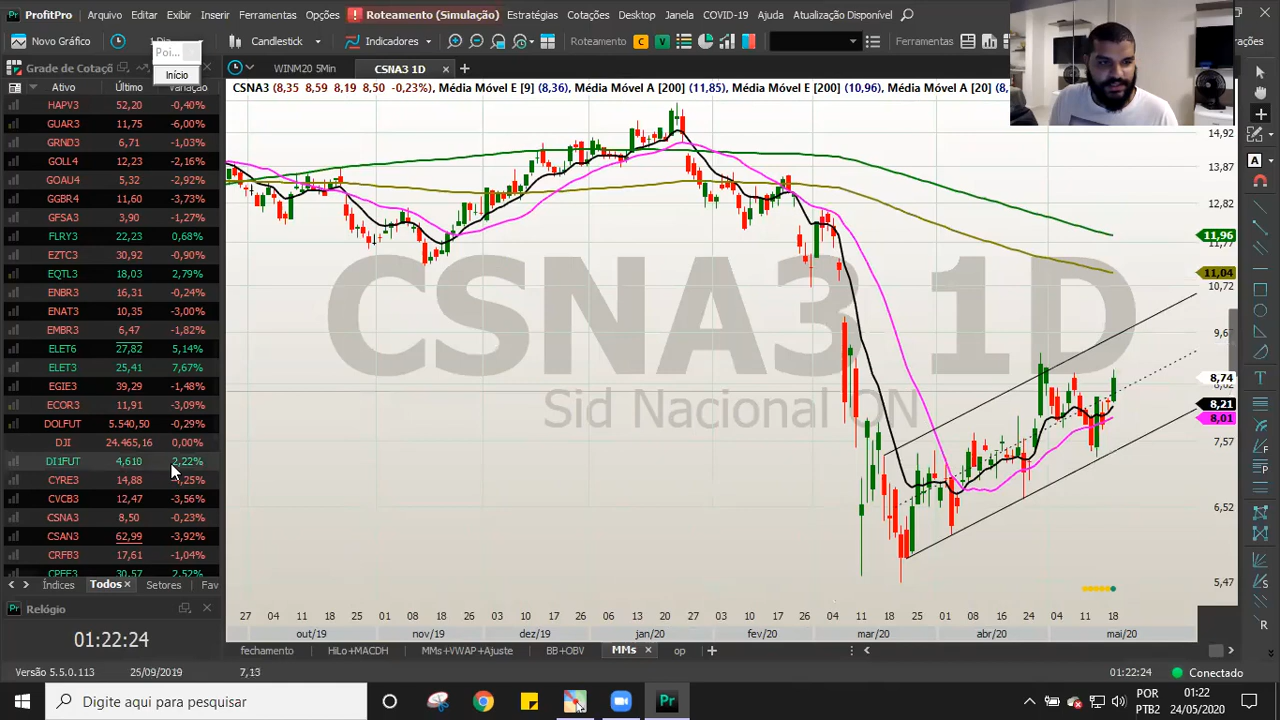 ProfitPro Arquivo Editar Exibir Inserir Ferramentas Opções Roteamento (Simulação) Estratégias Cotações Desktop Janela COVID-19 Ajuda Atualização Disponível
Novo Gráfico 1 Dia Candlestick Indicadores Roteamento C V Ferramentas
Poi...
Início
Grade de Cotaçõ
WINM20 5Min CSNA3 1D
Ativo Último Variação
CSNA3 (8,35 8,59 8,19 8,50 -0,23%), Média Móvel E [9] (8,36), Média Móvel A [200] (11,85), Média Móvel E [200] (10,96), Média Móvel A [20] (8,
HAPV3 52,20 -0,40%
GUAR3 11,75 -6,00%
GRND3 6,71 -1,03%
GOLL4 12,23 -2,16%
GOAU4 5,32 -2,92%
GGBR4 11,60 -3,73%
GFSA3 3,90 -1,27%
FLRY3 22,23 0,68%
EZTC3 30,92 -0,90%
EQTL3 18,03 2,79%
ENBR3 16,31 -0,24%
ENAT3 6,47 -3,00%
EMBR3 6,47 -1,82%
ELET6 27,82 5,14%
ELET3 25,41 7,67%
EGIE3 39,29 -1,48%
ECOR3 11,91 -3,09%
DOLFUT 5.540,50 -0,29%
DJI 24.465,16 0,00%
DI1FUT 4,610 2,22%
CYRE3 14,88
CVCB3 12,47 -3,56%
CSNA3 8,50 -0,23%
CSAN3 62,99 -3,92%
CRFB3 17,61 -1,04%
CPFE3 30,57 2,52%
CSNA3 1D
Sid Nacional ON
14,92
13,87
12,82
11,96
11,04
10,72
8,74
8,21
8,01
7,57
6,52
5,47
27 04 11 18 25 01 08 18 27 03 10 17 26 06 13 20 27 03 10 17 26 04 11 18 25 01 08 16 24 04 11 18
out/19 nov/19 dez/19 jan/20 fev/20 mar/20 abr/20 mai/20
Índices Todos Setores Fav
Relógio
01:22:24
fechamento HiLo+MACDH MMs+VWAP+Ajuste BB+OBV MMs op
Versão 5.5.0.113 25/09/2019 7,13 01:22:24 Conectado
Digite aqui para pesquisar
POR
PTB2
01:22
24/05/2020